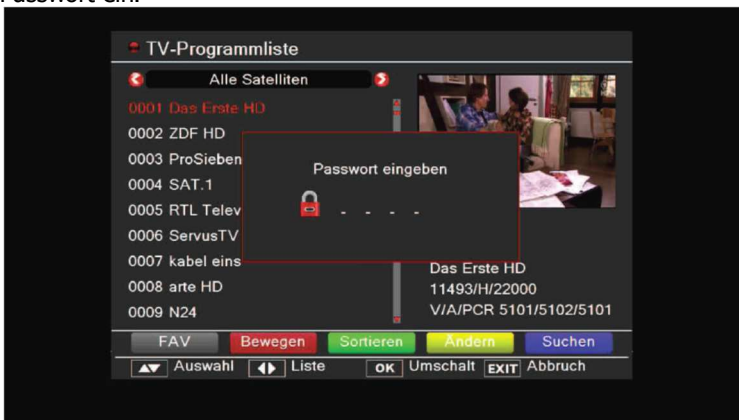 Passwort ein.
TV-Programmliste
Alle Satelliten
0001 Das Erste HD
0002 ZDF HD
0003 ProSieben
0004 SAT.1
0005 RTL Telev
0006 ServusTV
0007 kabel eins
0008 arte HD
0009 N24
Passwort eingeben
- - - -
Das Erste HD
11493/H/22000
V/A/PCR 5101/5102/5101
FAV Bewegen Sortieren Ändern Suchen
Auswahl Liste OK Umschalt EXIT Abbruch